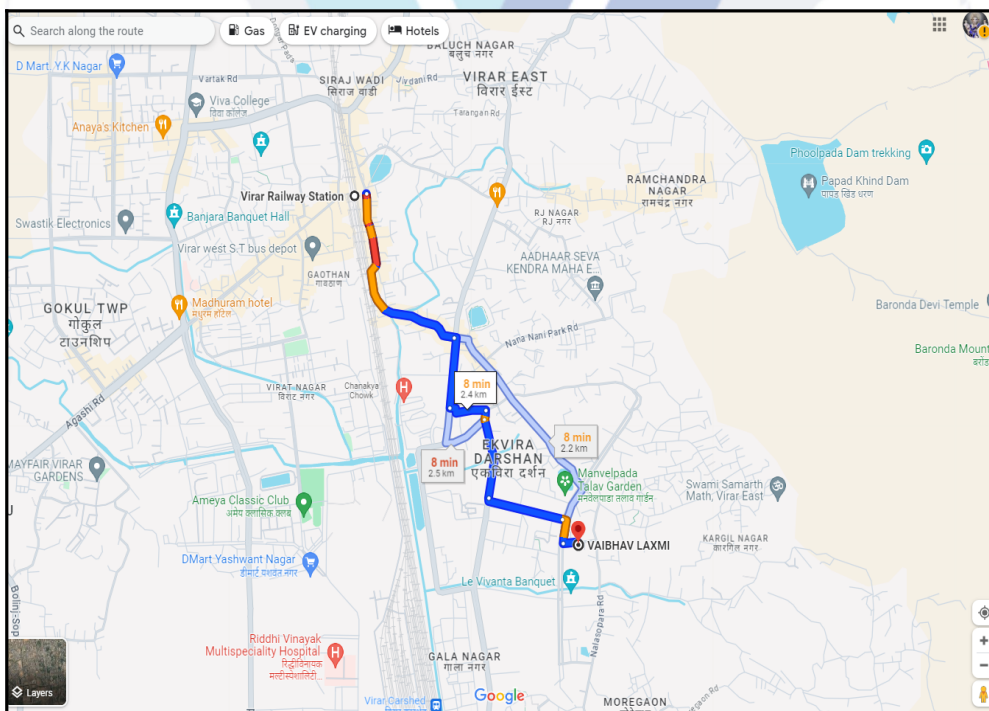 Search along the route
Gas
EV charging
Hotels
BALUCH NAGAR
बलुच नगर
D Mart. Y.K Nagar
Vartak Rd
SIRAJ WADI
सिराज वाडी
Jivdani Rd
VIRAR EAST
विरार ईस्ट
Viva College
विवा कॉलेज
Anaya's Kitchen
Phoolpada Dam trekking
Papad Khind Dam
पापड खिंड धरण
RAMCHANDRA
NAGAR
रामचंद्र नगर
Virar Railway Station
Banjara Banquet Hall
Swastik Electronics
RJ NAGAR
RJ नगर
Virar west S.T bus depot
AADHAAR SEVA
KENDRA MAHA E...
GAOTHAN
गावठाण
Baronda Devi Temple
GOKUL TWP
गोकुल
टाउनशिप
Madhuram hotel
मधुरम हॉटेल
Nana Nani Park Rd
Baronda Mount
VIRAT NAGAR
विराट नगर
Chanakya
Chowk
8 min
2.4 km
Agashi Rd
8 min
2.2 km
EKVIRA
DARSHAN
एकविरा दर्शन
8 min
2.5 km
MAYFAIR VIRAR
GARDENS
Manvelpada
Talav Garden
मनवेलपाडा तलाव गार्डन
Swami Samarth
Math, Virar East
Ameya Classic Club
अमेय क्लासिक क्लब
VAIBHAV LAXMI
KARGIL NAGAR
कारगिल नगर
DMart Yashwant Nagar
डीमार्ट यशवंत नगर
Le Vivanta Banquet
Bolinj-Sop
Nalasopara Rd
Riddhi Vinayak
Multispeciality Hospital
रिद्धीविनायक
मल्टीस्पेशालिटी...
GALA NAGAR
गाला नगर
Layers
Google
Virar Carshed
MOREGAON